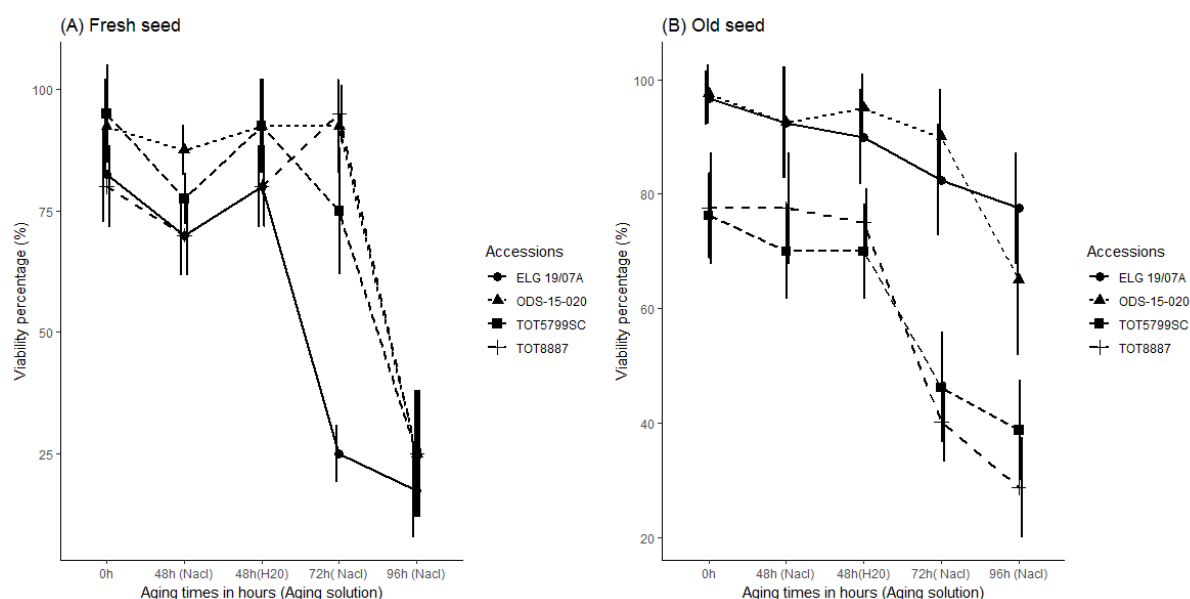 (A) Fresh seed
100
75
50
25
Viability percentage (%)
0h
48h (Nacl)
48h(H20)
72h( Nacl)
96h (Nacl)
Aging times in hours (Aging solution)
Accessions
ELG 19/07A
ODS-15-020
TOT5799SC
TOT8887
(B) Old seed
100
80
60
40
20
Viability percentage (%)
0h
48h (Nacl)
48h(H20)
72h( Nacl)
96h (Nacl)
Aging times in hours (Aging solution)
Accessions
ELG 19/07A
ODS-15-020
TOT5799SC
TOT8887